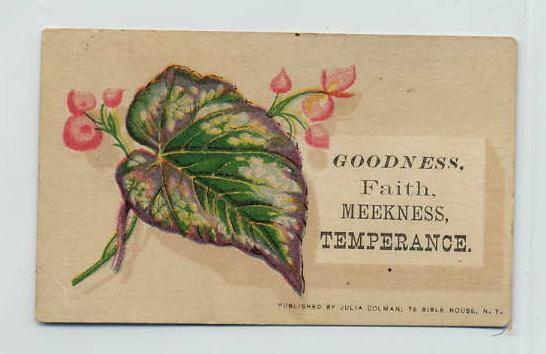 GOODNESS.
Faith.
MEEKNESS,
TEMPERANCE.
PUBLISHED BY JULIA COLMAN, 76 BIBLE HOUSE, N.Y.